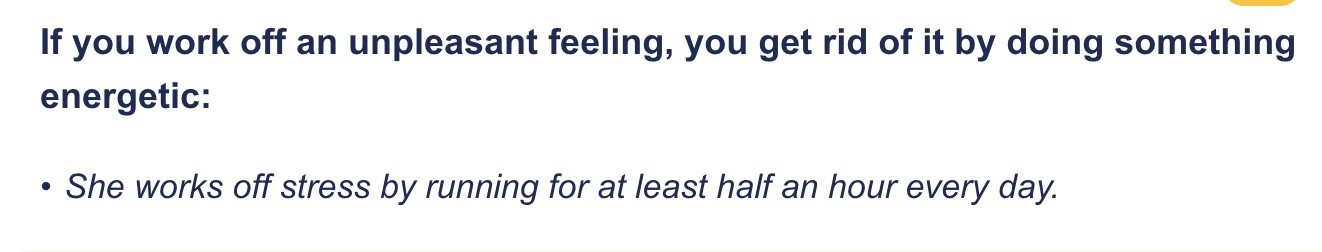 If you work off an unpleasant feeling, you get rid of it by doing something
energetic:
• She works off stress by running for at least half an hour every day.